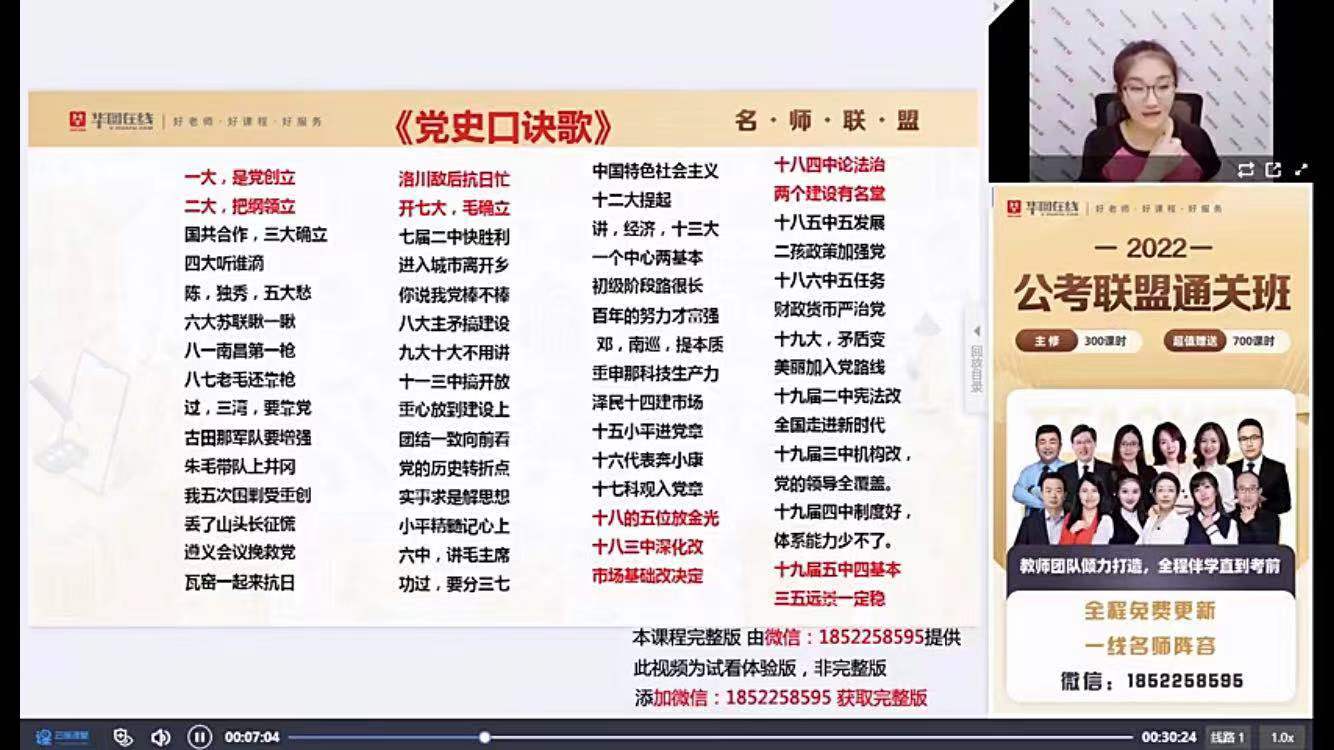 华图在线 | 好老师·好课程·好服务
《党史口诀歌》
名·师·联·盟
一大，是党创立
二大，把纲领立
国共合作，三大确立
四大听谁滴
陈，独秀，五大愁
六大苏联瞅一瞅
八一南昌第一枪
八七老毛还靠枪
过，三湾，要靠党
古田那军队要增强
朱毛带队上井冈
我五次困剿受重创
丢了山头长征慌
遵义会议挽救党
瓦窑一起来抗日
洛川敌后抗日忙
开七大，毛确立
七届二中快胜利
进入城市离开乡
你说我党棒不棒
八大主矛搞建设
九大十大不用讲
十一三中搞开放
重心放到建设上
团结一致向前看
党的历史转折点
实事求是解思想
小平精髓记心上
六中，讲毛主席
功过，要分三七
中国特色社会主义
十二大提起
讲，经济，十三大
一个中心两基本
初级阶段路很长
百年的努力才富强
邓，南巡，提本质
重申那科技生产力
泽民十四建市场
十五小平进党章
十六代表奔小康
十七科观入党章
十八的五位放金光
十八三中深化改
市场基础改决定
十八四中论法治
两个建设有名堂
十八五中五发展
二孩政策加强党
十八六中五任务
财政货币严治党
十九大，矛盾变
美丽加入党路线
十九届二中宪法改
全国走进新时代
十九届三中机构改，
党的领导全覆盖。
十九届四中制度好，
体系能力少不了。
十九届五中四基本
三五远景一定稳
本课程完整版 由微信：1852258595提供
此视频为试看体验版，非完整版
添加微信：1852258595 获取完整版
回放目录
华图在线 | 好老师·好课程·好服务
2022
公考联盟通关班
主修 300课时 超值赠送 700课时
教师团队倾力打造，全程伴学直到考前
全程免费更新
一线名师阵容
微信：1852258595
00:07:04
00:30:24 线路1 1.0x